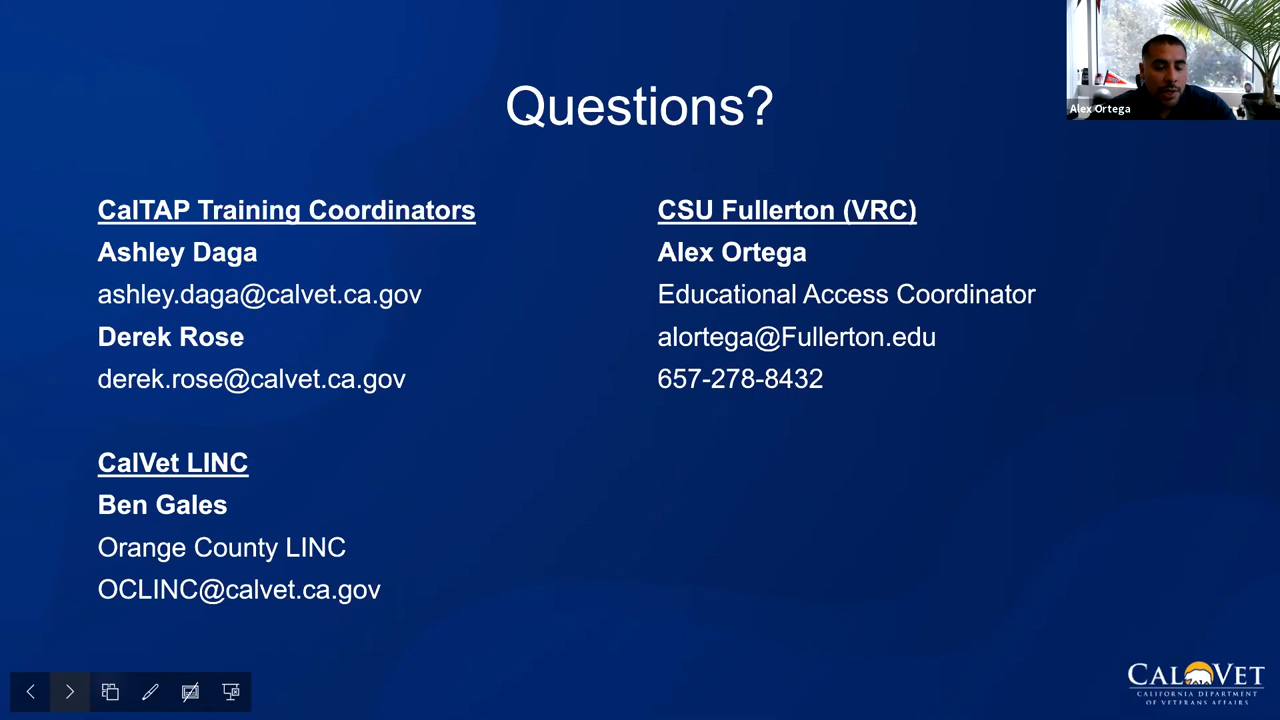 Questions?
Alex Ortega
CalTAP Training Coordinators
Ashley Daga
ashley.daga@calvet.ca.gov
Derek Rose
derek.rose@calvet.ca.gov
CalVet LINC
Ben Gales
Orange County LINC
OCLINC@calvet.ca.gov
CSU Fullerton (VRC)
Alex Ortega
Educational Access Coordinator
alortega@Fullerton.edu
657-278-8432
CALVET
CALIFORNIA DEPARTMENT
OF VETERANS AFFAIRS